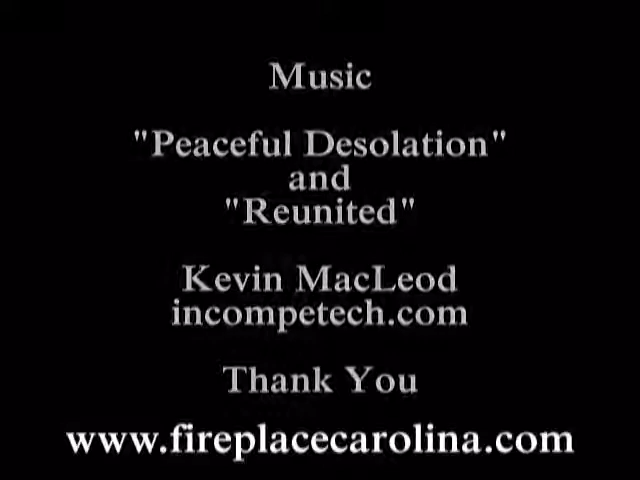 Music
"Peaceful Desolation"
and
"Reunited"
Kevin MacLeod
incompetech.com
Thank You
www.fireplacecarolina.com